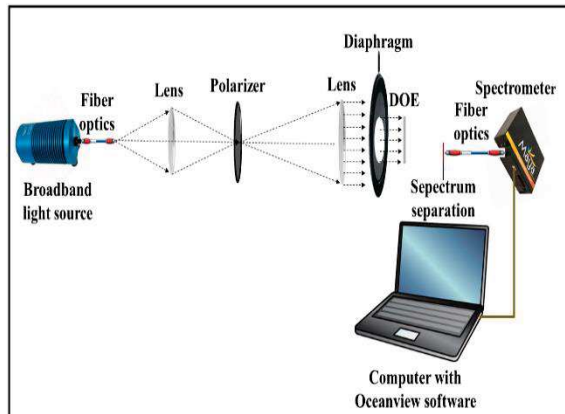 Diaphragm
Lens
Polarizer
Lens
DOE
Spectrometer
Fiber
optics
Fiber
optics
Maya
Broadband
light source
Sepectrum
separation
Computer with
Oceanview software